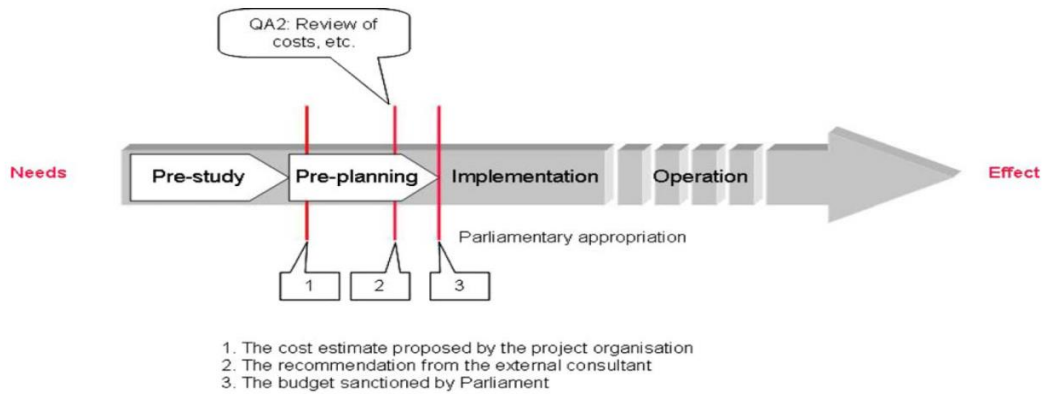 QA2: Review of
costs, etc.
Needs
Pre-study
Pre-planning
Implementation
Operation
Effect
Parliamentary appropriation
1
2
3
1. The cost estimate proposed by the project organisation
2. The recommendation from the external consultant
3. The budget sanctioned by Parliament